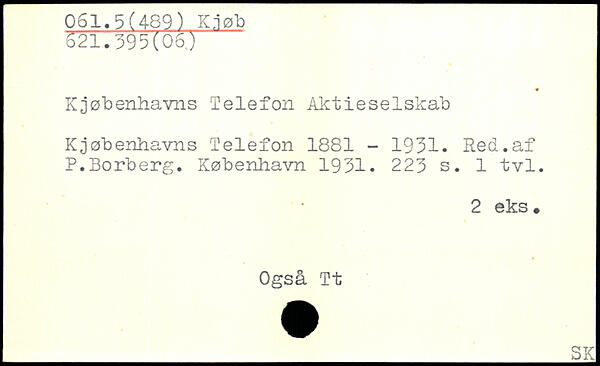 061.5(489) Kjøb
621.395(06)
Kjøbenhavns Telefon Aktieselskab
Kjøbenhavns Telefon 1881 - 1931. Red.af
P.Borberg. København 1931. 223 s. 1 tvl.
2 eks.
Også Tt
SK